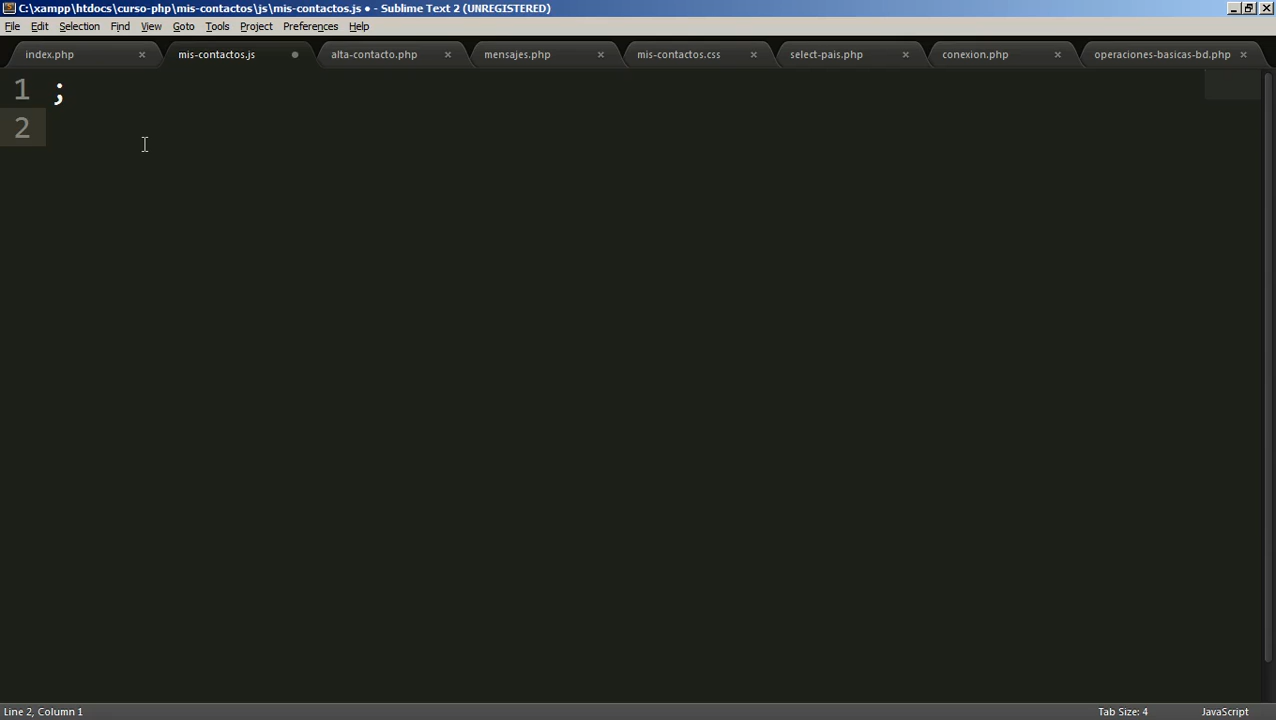 C:\xampp\htdocs\curso-php\mis-contactos\js\mis-contactos.js • - Sublime Text 2 (UNREGISTERED)
File Edit Selection Find View Goto Tools Project Preferences Help
index.php mis-contactos.js alta-contacto.php mensajes.php mis-contactos.css select-pais.php conexion.php operaciones-basicas-bd.php
1 ;
2
Line 2, Column 1 Tab Size: 4 JavaScript